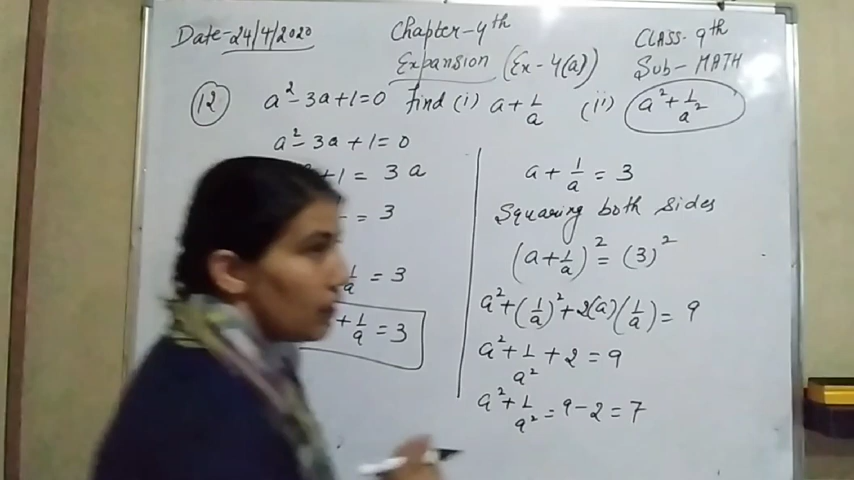 Date-24/4/2020
Chapter-4th
Expansion (Ex-4(a))
CLASS-9th
Sub-MATH
(12) a²-3a+1=0 find (i) a+1/a (ii) a²+1/a²
a²-3a+1=0
+1 = 3a
= 3
1/a = 3
+1/a=3
a+1/a=3
Squaring both sides
(a+1/a)²=(3)²
a²+(1/a)²+2(a)(1/a)=9
a²+1/a²+2=9
a²+1/a²=9-2=7